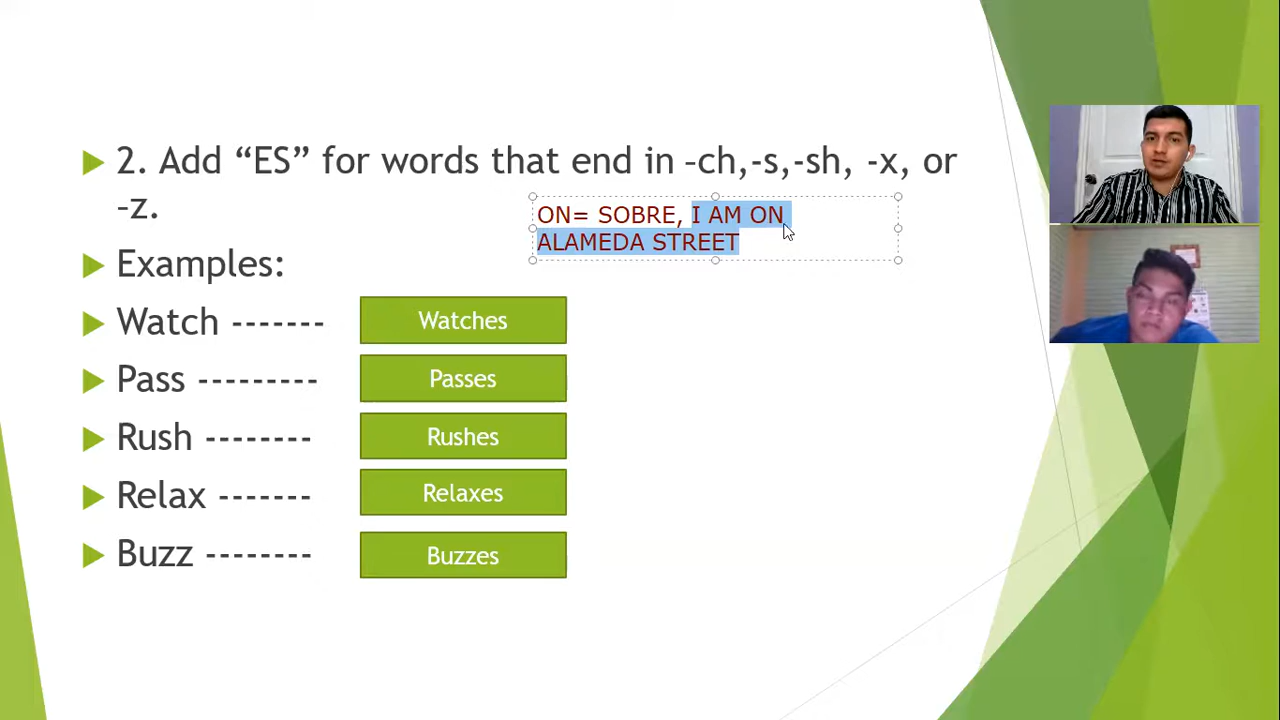 2. Add “ES” for words that end in –ch,-s,-sh, -x, or
–z.
ON= SOBRE, I AM ON
ALAMEDA STREET
Examples:
Watch ------- Watches
Pass --------- Passes
Rush -------- Rushes
Relax ------- Relaxes
Buzz -------- Buzzes